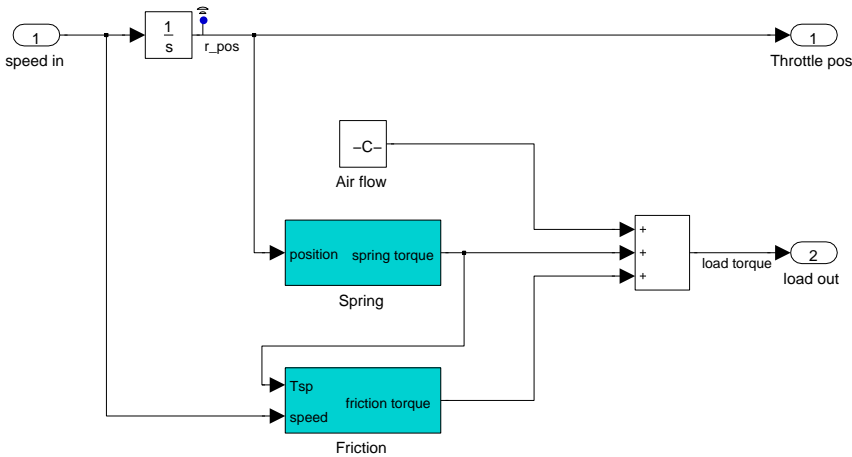 1
speed in
1
s
r_pos
1
Throttle pos
–C–
Air flow
position
spring torque
Spring
+
+
+
load torque
2
load out
Tsp
speed
friction torque
Friction